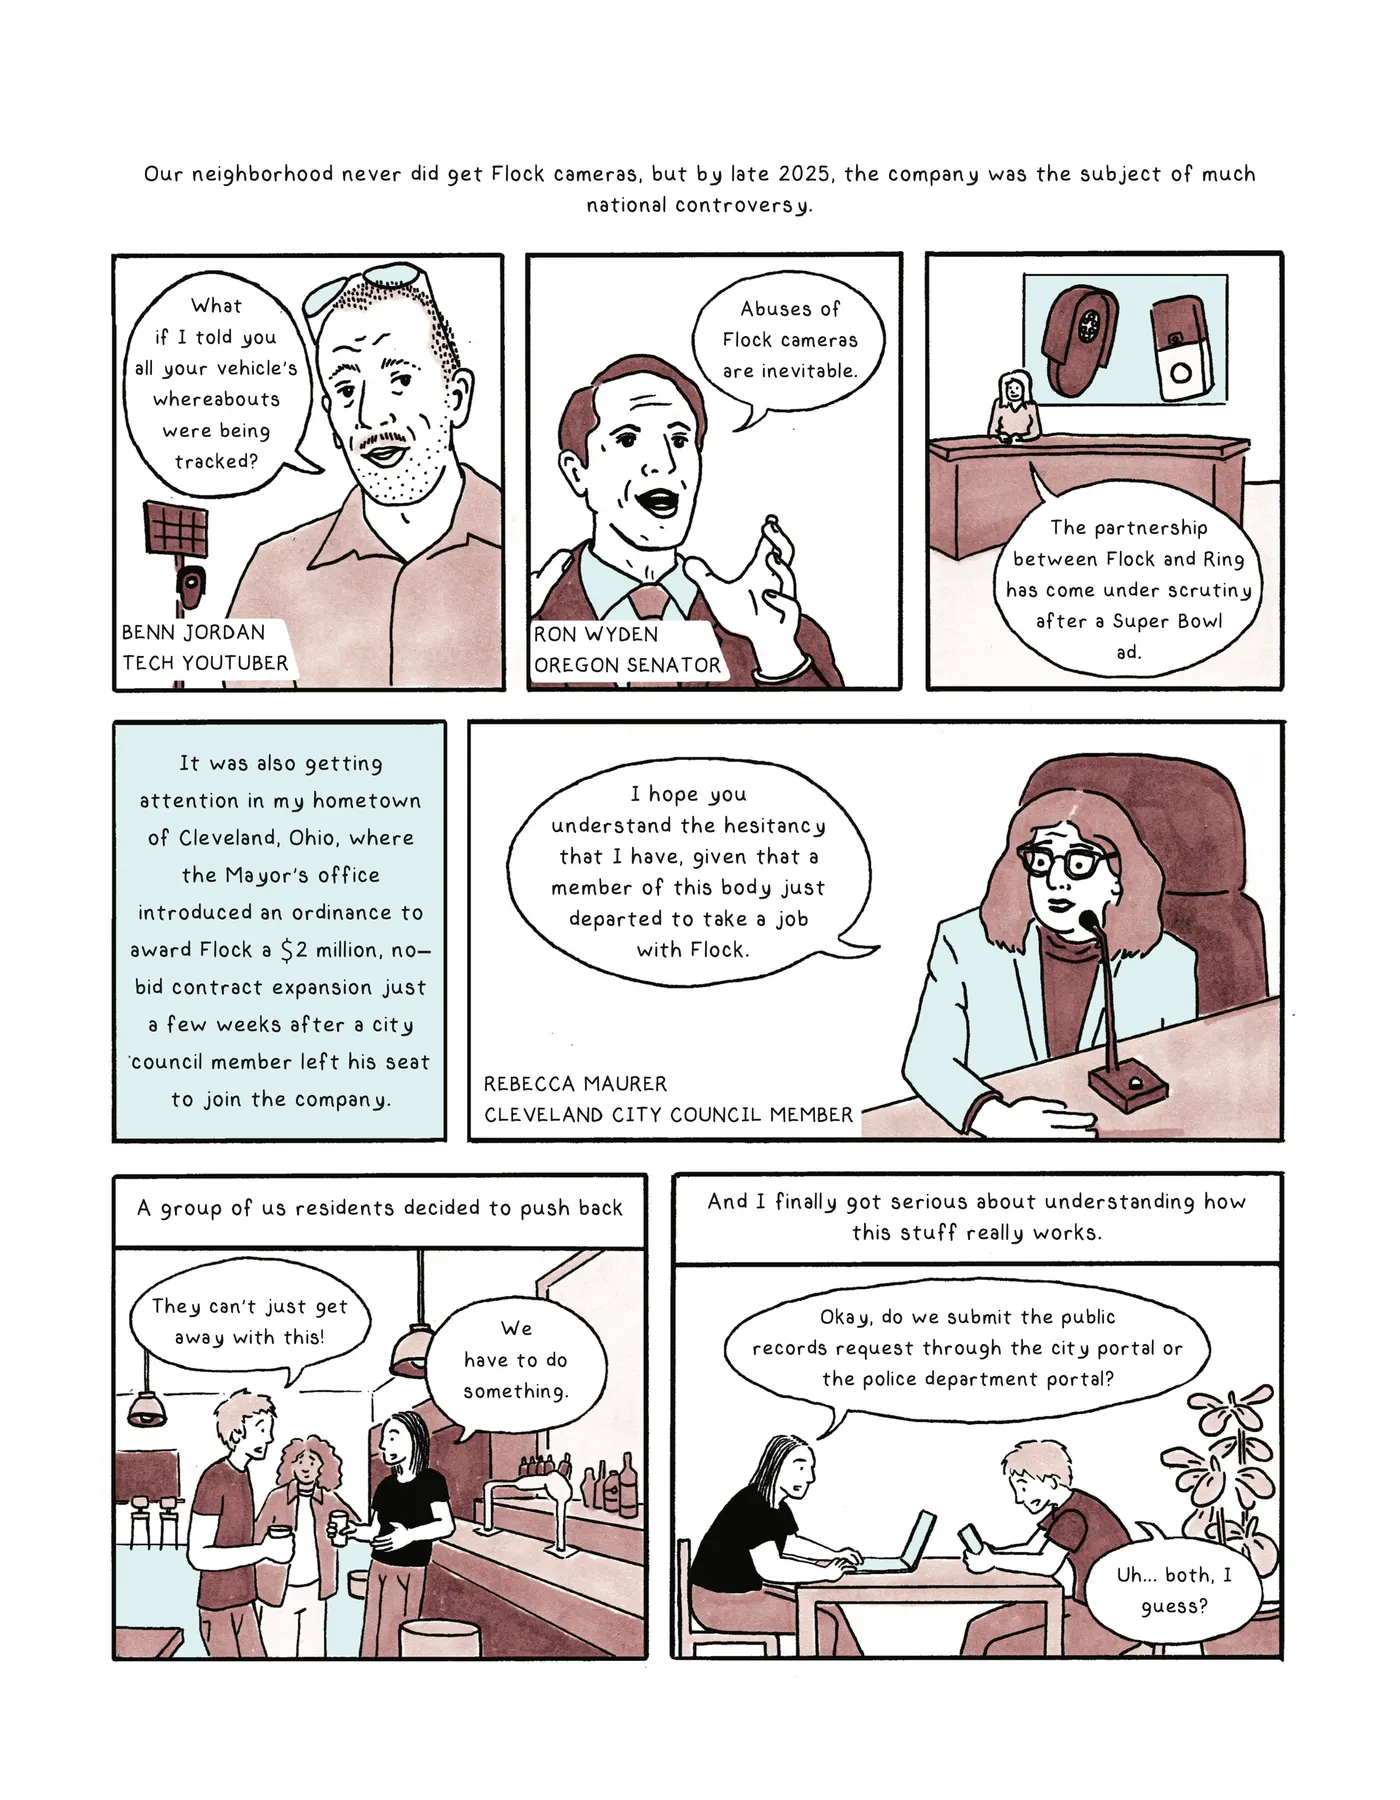 Our neighborhood never did get Flock cameras, but by late 2025, the company was the subject of much
national controversy.
What
if I told you
all your vehicle's
whereabouts
were being
tracked?
BENN JORDAN
TECH YOUTUBER
Abuses of
Flock cameras
are inevitable.
RON WYDEN
OREGON SENATOR
The partnership
between Flock and Ring
has come under scrutiny
after a Super Bowl
ad.
It was also getting
attention in my hometown
of Cleveland, Ohio, where
the Mayor's office
introduced an ordinance to
award Flock a $2 million, no-
bid contract expansion just
a few weeks after a city
council member left his seat
to join the company.
I hope you
understand the hesitancy
that I have, given that a
member of this body just
departed to take a job
with Flock.
REBECCA MAURER
CLEVELAND CITY COUNCIL MEMBER
A group of us residents decided to push back
They can't just get
away with this!
We
have to do
something.
And I finally got serious about understanding how
this stuff really works.
Okay, do we submit the public
records request through the city portal or
the police department portal?
Uh... both, I
guess?